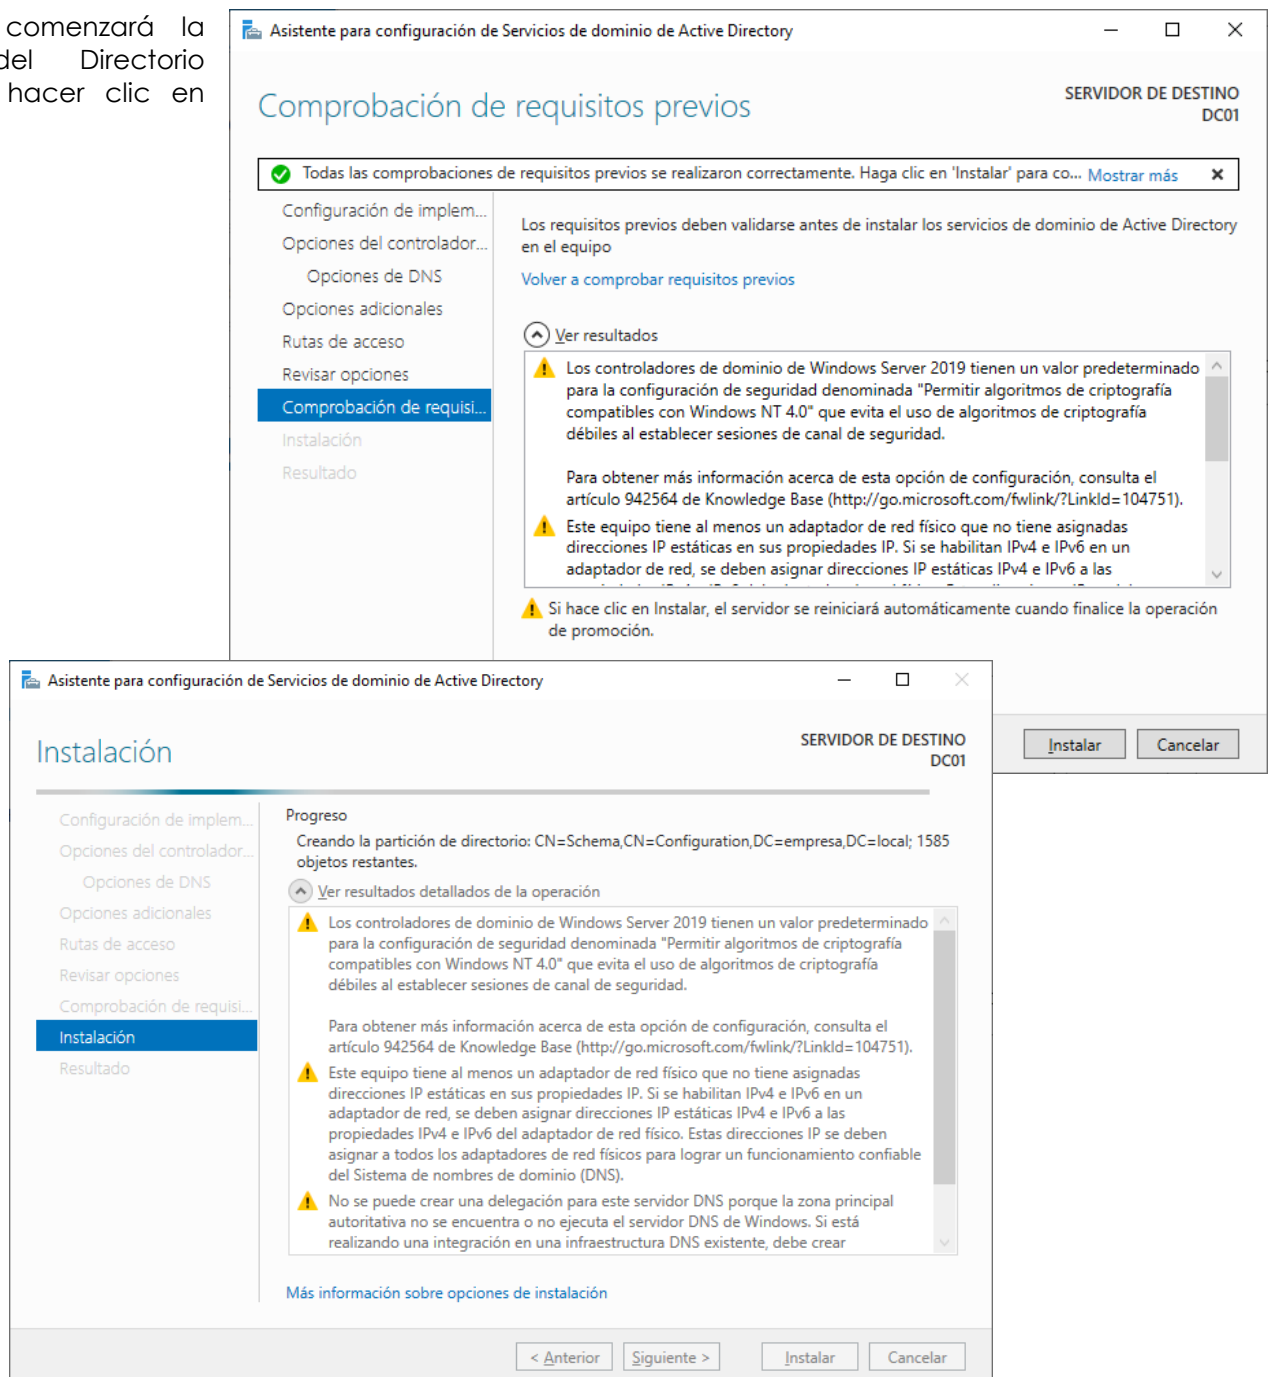 comenzará la
del Directorio
hacer clic en
Asistente para configuración de Servicios de dominio de Active Directory
Comprobación de requisitos previos
SERVIDOR DE DESTINO
DC01
Todas las comprobaciones de requisitos previos se realizaron correctamente. Haga clic en 'Instalar' para co... Mostrar más
Configuración de implem...
Opciones del controlador...
Opciones de DNS
Opciones adicionales
Rutas de acceso
Revisar opciones
Comprobación de requisi...
Instalación
Resultado
Los requisitos previos deben validarse antes de instalar los servicios de dominio de Active Directory
en el equipo
Volver a comprobar requisitos previos
Ver resultados
Los controladores de dominio de Windows Server 2019 tienen un valor predeterminado
para la configuración de seguridad denominada "Permitir algoritmos de criptografía
compatibles con Windows NT 4.0" que evita el uso de algoritmos de criptografía
débiles al establecer sesiones de canal de seguridad.
Para obtener más información acerca de esta opción de configuración, consulta el
artículo 942564 de Knowledge Base (http://go.microsoft.com/fwlink/?LinkId=104751).
Este equipo tiene al menos un adaptador de red físico que no tiene asignadas
direcciones IP estáticas en sus propiedades IP. Si se habilitan IPv4 e IPv6 en un
adaptador de red, se deben asignar direcciones IP estáticas IPv4 e IPv6 a las
Si hace clic en Instalar, el servidor se reiniciará automáticamente cuando finalice la operación
de promoción.
Instalar Cancelar
Asistente para configuración de Servicios de dominio de Active Directory
Instalación
SERVIDOR DE DESTINO
DC01
Configuración de implem...
Opciones del controlador...
Opciones de DNS
Opciones adicionales
Rutas de acceso
Revisar opciones
Comprobación de requisi...
Instalación
Resultado
Progreso
Creando la partición de directorio: CN=Schema,CN=Configuration,DC=empresa,DC=local; 1585
objetos restantes.
Ver resultados detallados de la operación
Los controladores de dominio de Windows Server 2019 tienen un valor predeterminado
para la configuración de seguridad denominada "Permitir algoritmos de criptografía
compatibles con Windows NT 4.0" que evita el uso de algoritmos de criptografía
débiles al establecer sesiones de canal de seguridad.
Para obtener más información acerca de esta opción de configuración, consulta el
artículo 942564 de Knowledge Base (http://go.microsoft.com/fwlink/?LinkId=104751).
Este equipo tiene al menos un adaptador de red físico que no tiene asignadas
direcciones IP estáticas en sus propiedades IP. Si se habilitan IPv4 e IPv6 en un
adaptador de red, se deben asignar direcciones IP estáticas IPv4 e IPv6 a las
propiedades IPv4 e IPv6 del adaptador de red físico. Estas direcciones IP se deben
asignar a todos los adaptadores de red físicos para lograr un funcionamiento confiable
del Sistema de nombres de dominio (DNS).
No se puede crear una delegación para este servidor DNS porque la zona principal
autoritativa no se encuentra o no ejecuta el servidor DNS de Windows. Si está
realizando una integración en una infraestructura DNS existente, debe crear
Más información sobre opciones de instalación
< Anterior Siguiente > Instalar Cancelar